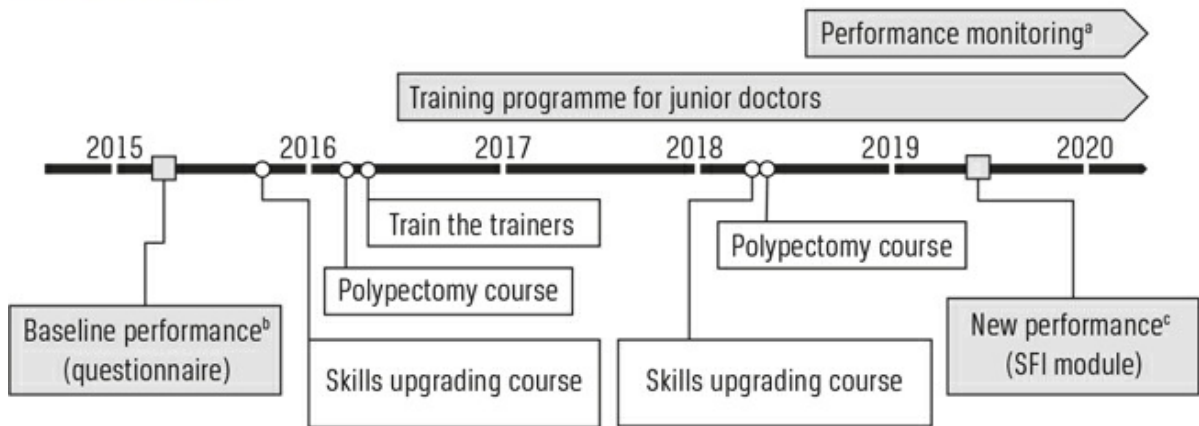 Performance monitoringᵃ
Training programme for junior doctors
2015 2016 2017 2018 2019 2020
Train the trainers
Polypectomy course
Polypectomy course
Baseline performanceᵇ
(questionnaire)
Skills upgrading course
Skills upgrading course
New performanceᶜ
(SFI module)